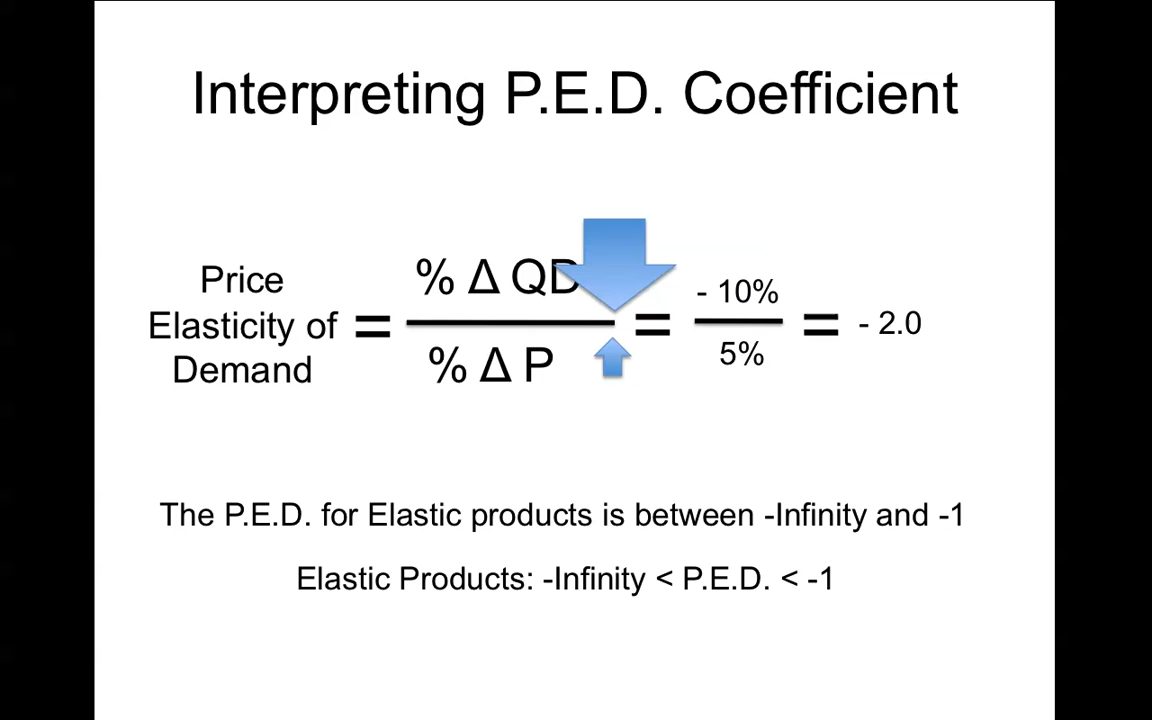 Interpreting P.E.D. Coefficient
Price
Elasticity of
Demand
=
% Δ QD
% Δ P
=
- 10%
5%
=
- 2.0
The P.E.D. for Elastic products is between -Infinity and -1
Elastic Products: -Infinity < P.E.D. < -1